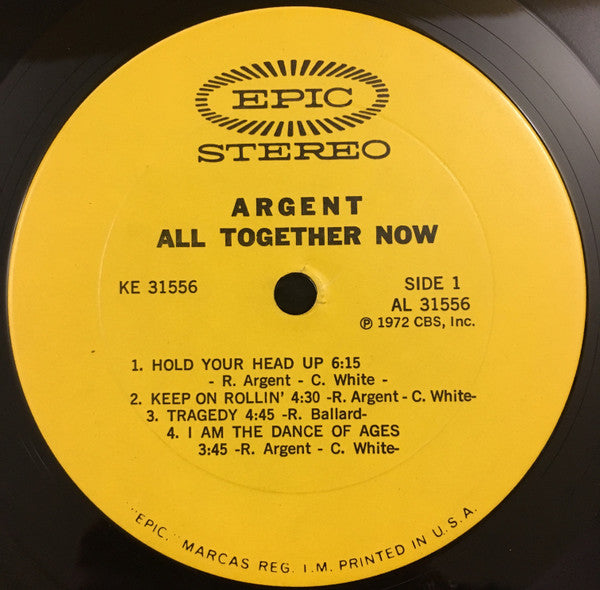 EPIC
STEREO
ARGENT
ALL TOGETHER NOW
KE 31556
SIDE 1
AL 31556
℗ 1972 CBS, Inc.
1. HOLD YOUR HEAD UP 6:15
- R. Argent - C. White -
2. KEEP ON ROLLIN' 4:30 -R. Argent - C. White-
3. TRAGEDY 4:45 -R. Ballard-
4. I AM THE DANCE OF AGES
3:45 -R. Argent - C. White-
"EPIC," MARCAS REG. I.M. PRINTED IN U.S.A.